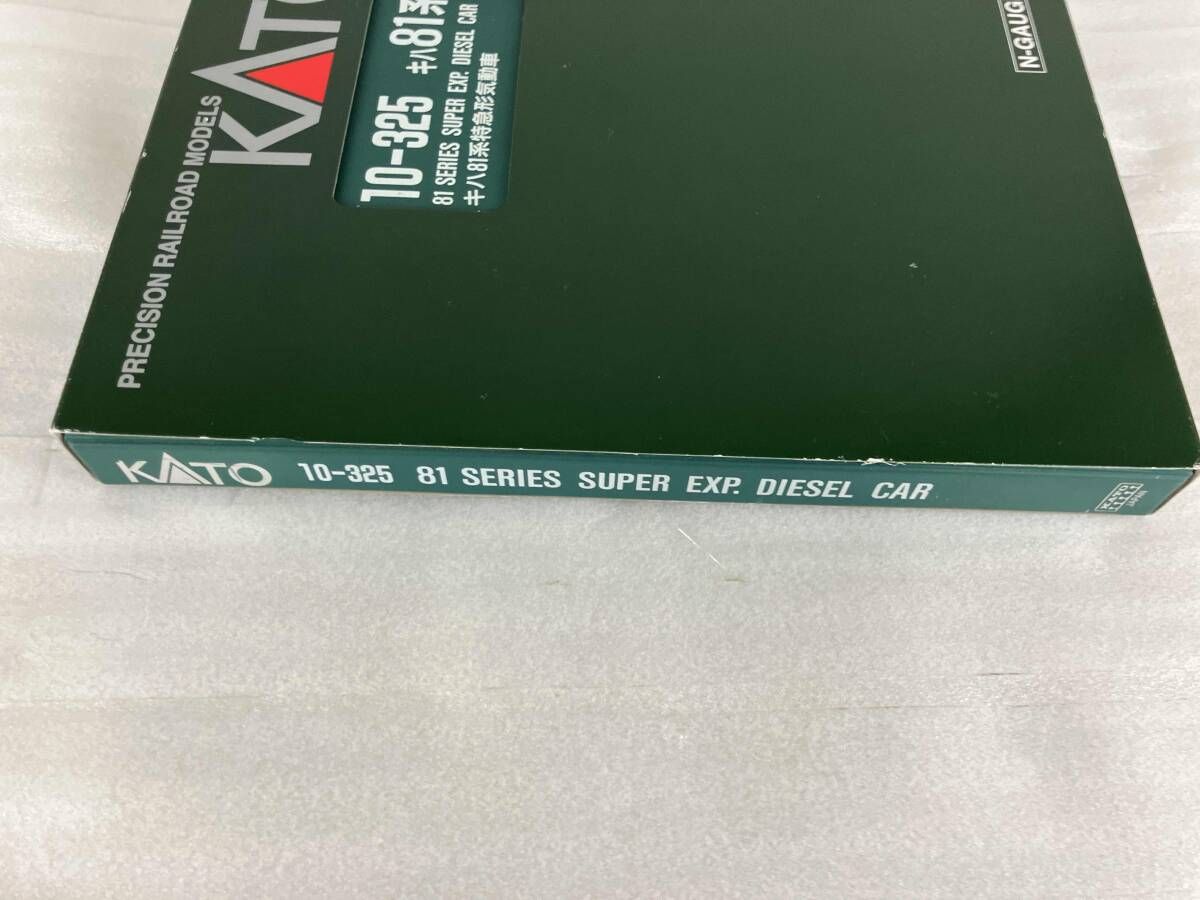 KATO
PRECISION RAILROAD MODELS
10-325 キハ81系
81 SERIES SUPER EXP. DIESEL CAR
キハ81系特急形気動車
N-GAUG
KATO 10-325 81 SERIES SUPER EXP. DIESEL CAR
KATO
JAPAN